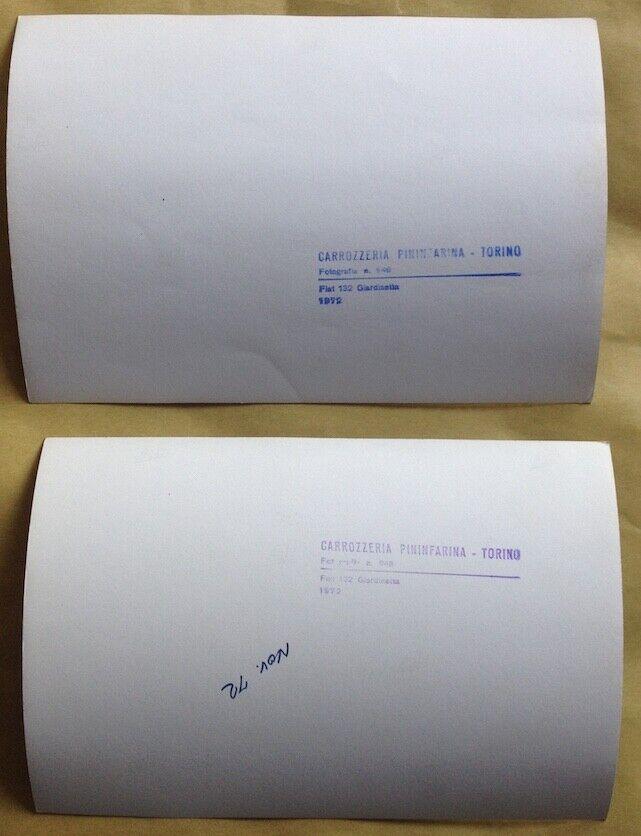 CARROZZERIA PININFARINA - TORINO
Fotografia n.
Fiat 132 Giardinetta
1972
CARROZZERIA PININFARINA - TORINO
n.
Fiat 132 Giardinetta
1972
Nov. 72